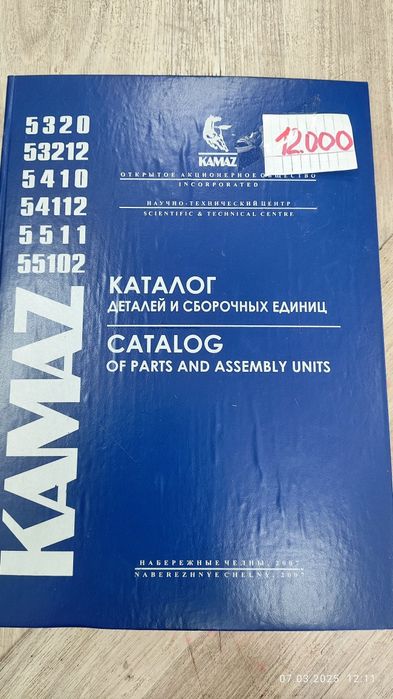 5320
53212
5410
54112
5511
55102
KAMAZ
KAMAZ
12.000
ОТКРЫТОЕ АКЦИОНЕРНОЕ ОБЩЕСТВО
INCORPORATED
НАУЧНО-ТЕХНИЧЕСКИЙ ЦЕНТР
SCIENTIFIC & TECHNICAL CENTRE
КАТАЛОГ
ДЕТАЛЕЙ И СБОРОЧНЫХ ЕДИНИЦ
CATALOG
OF PARTS AND ASSEMBLY UNITS
НАБЕРЕЖНЫЕ ЧЕЛНЫ, 2007
NABEREZHNYE CHELNY, 2007
07.03.2025 12:11